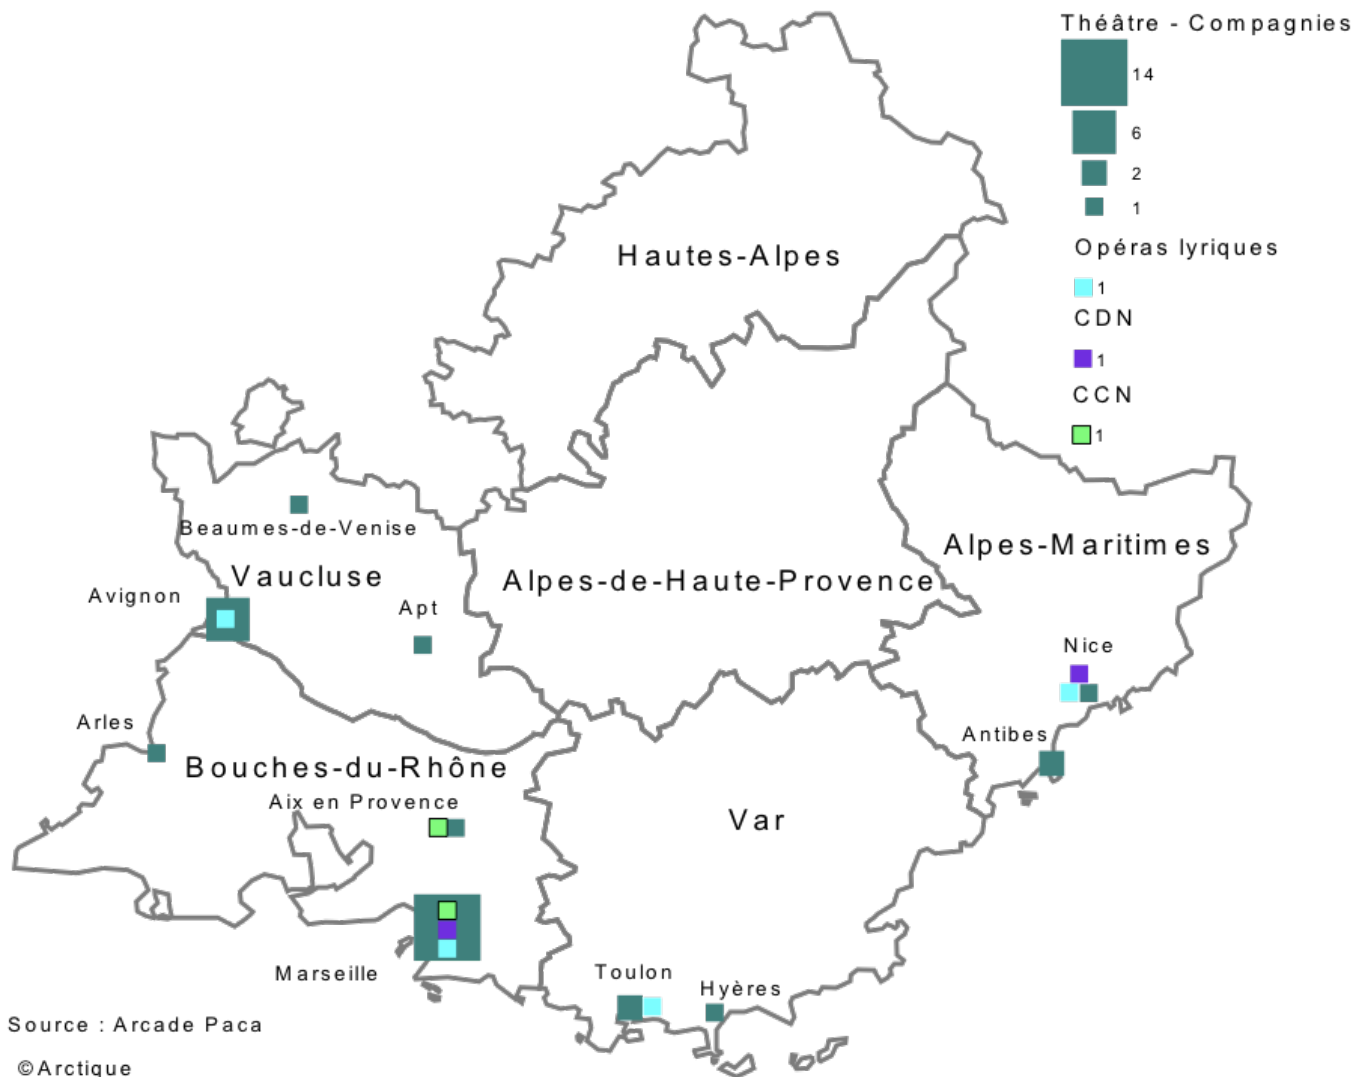 Théâtre - Compagnies
14
6
2
1
Opéras lyriques
1
CDN
1
CCN
1
Hautes-Alpes
Beaumes-de-Venise
Vaucluse
Avignon
Apt
Alpes-de-Haute-Provence
Alpes-Maritimes
Nice
Antibes
Arles
Bouches-du-Rhône
Aix en Provence
Var
Marseille
Toulon
Hyères
Source : Arcade Paca
©Arctique